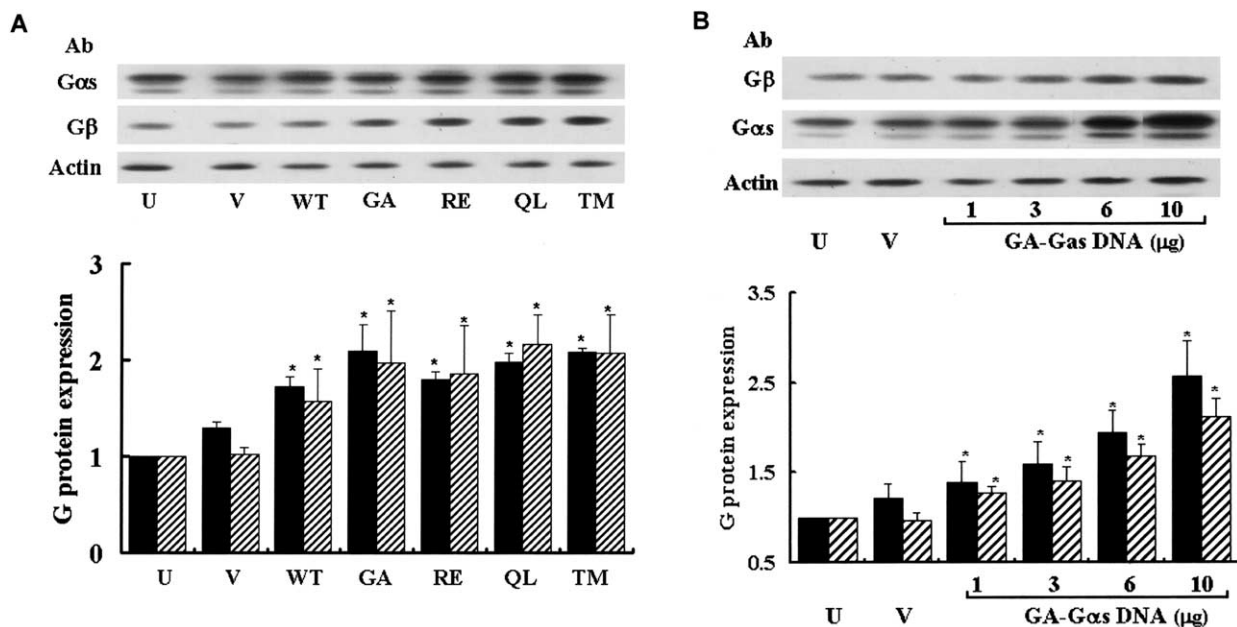 A
Ab
Gαs
Gβ
Actin
U V WT GA RE QL TM
G protein expression
3
2
1
0
* * * * * * * * * *
U V WT GA RE QL TM
B
Ab
Gβ
Gαs
Actin
1 3 6 10
U V GA-Gas DNA (μg)
G protein expression
3.5
2.5
1.5
0.5
* * * * * * * *
1 3 6 10
U V GA-Gαs DNA (μg)